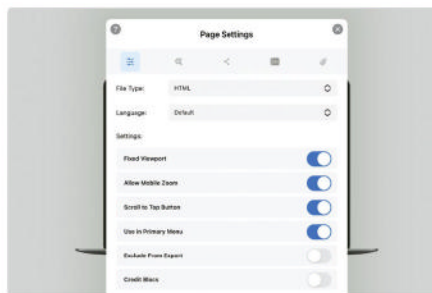 Page Settings
File Type: HTML
Language: Default
Settings:
Fixed Viewport
Allow Mobile Zoom
Scroll to Top Button
Use in Primary Menu
Exclude From Export
Credit Blocs